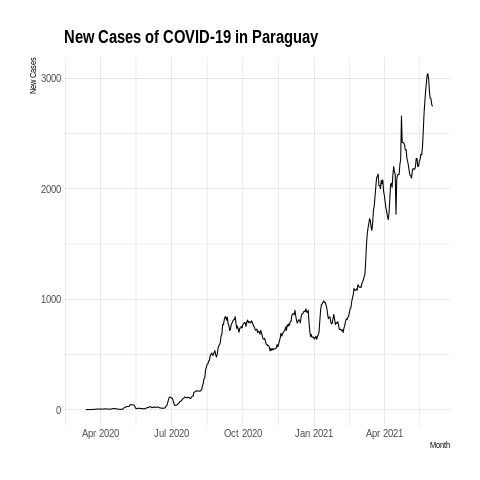 New Cases of COVID-19 in Paraguay
New Cases
3000
2000
1000
0
Apr 2020 Jul 2020 Oct 2020 Jan 2021 Apr 2021
Month